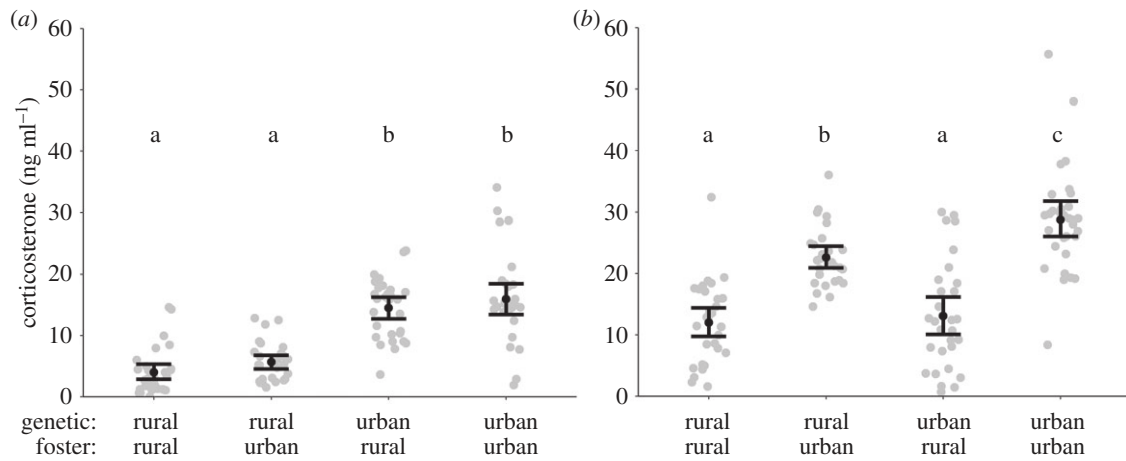 (a)
(b)
corticosterone (ng ml⁻¹)
60
50
40
30
20
10
0
a a b b
60
50
40
30
20
10
0
a b a c
genetic: rural rural urban urban rural rural urban urban
foster: rural urban rural urban rural urban rural urban